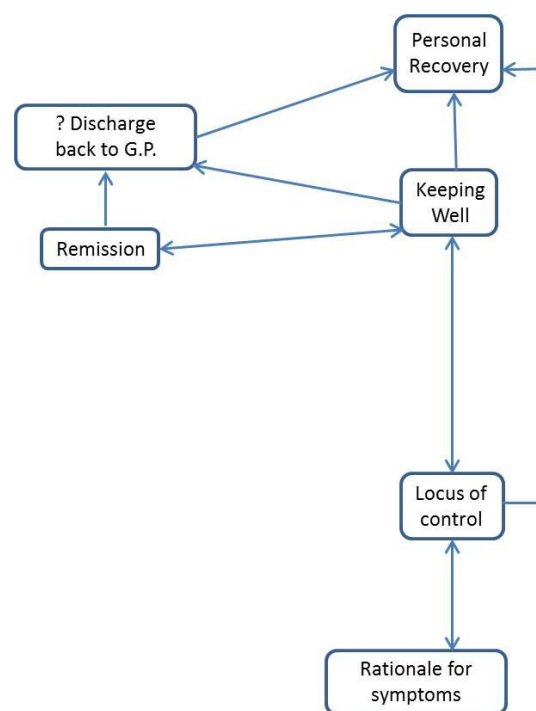 Personal
Recovery
? Discharge
back to G.P.
Keeping
Well
Remission
Locus of
control
Rationale for
symptoms